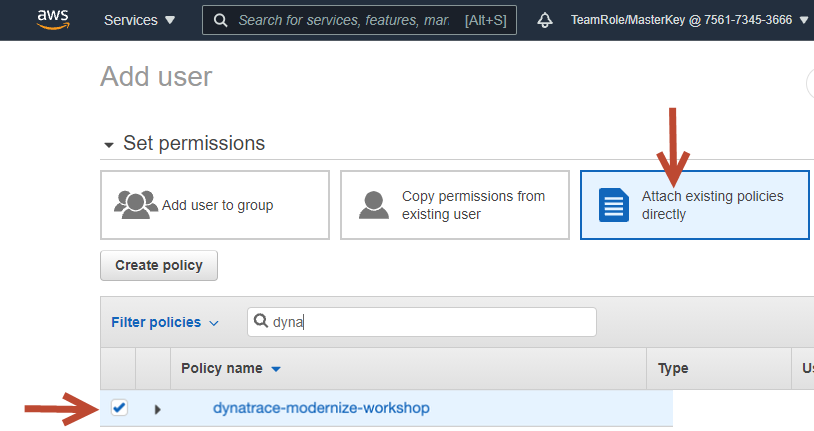 aws Services Search for services, features, mar [Alt+S] TeamRole/MasterKey @ 7561-7345-3666
Add user
Set permissions
Add user to group
Copy permissions from
existing user
Attach existing policies
directly
Create policy
Filter policies dyna
Policy name Type
dynatrace-modernize-workshop